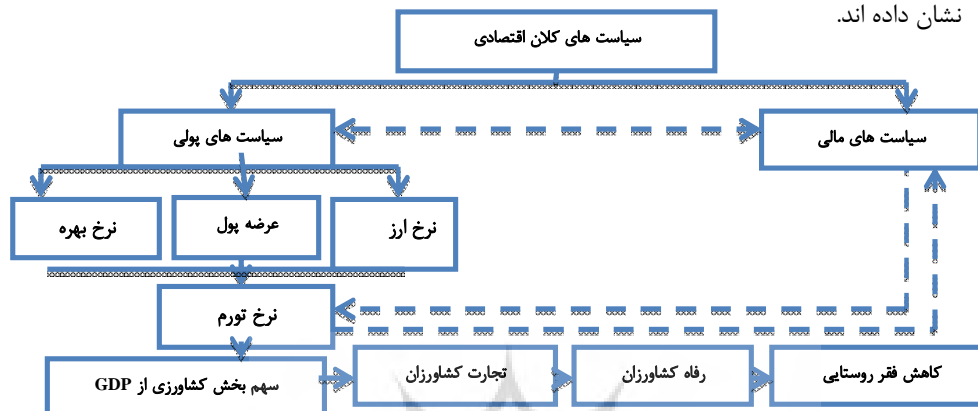 نشان داده اند.
سیاست های کلان اقتصادی
سیاست های مالی
سیاست های پولی
نرخ ارز
عرضه پول
نرخ بهره
نرخ تورم
سهم بخش کشاورزی از GDP
تجارت کشاورزان
رفاه کشاورزان
کاهش فقر روستایی